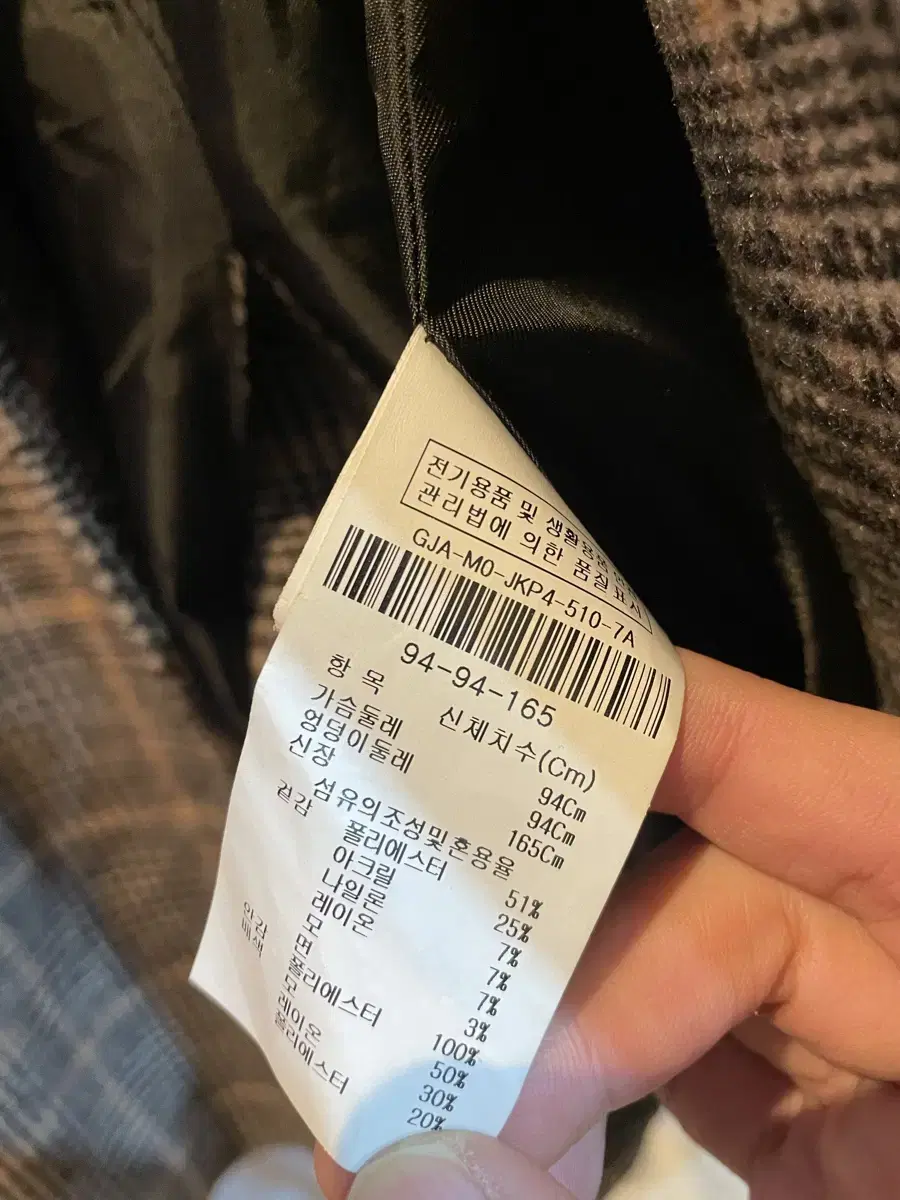 전기용품 및 생활용품 안
관리법에 의한 품질표시
GJA-M0-JKP4-510-7A
94-94-165
항 목 신체치수(Cm)
가슴둘레 94Cm
엉덩이둘레 94Cm
신장 165Cm
섬유의조성및혼용율
겉감 폴리에스터 51%
아크릴 25%
나일론 7%
레이온 7%
모 7%
면 3%
안감 폴리에스터 100%
배색 모 50%
레이온 30%
폴리에스터 20%